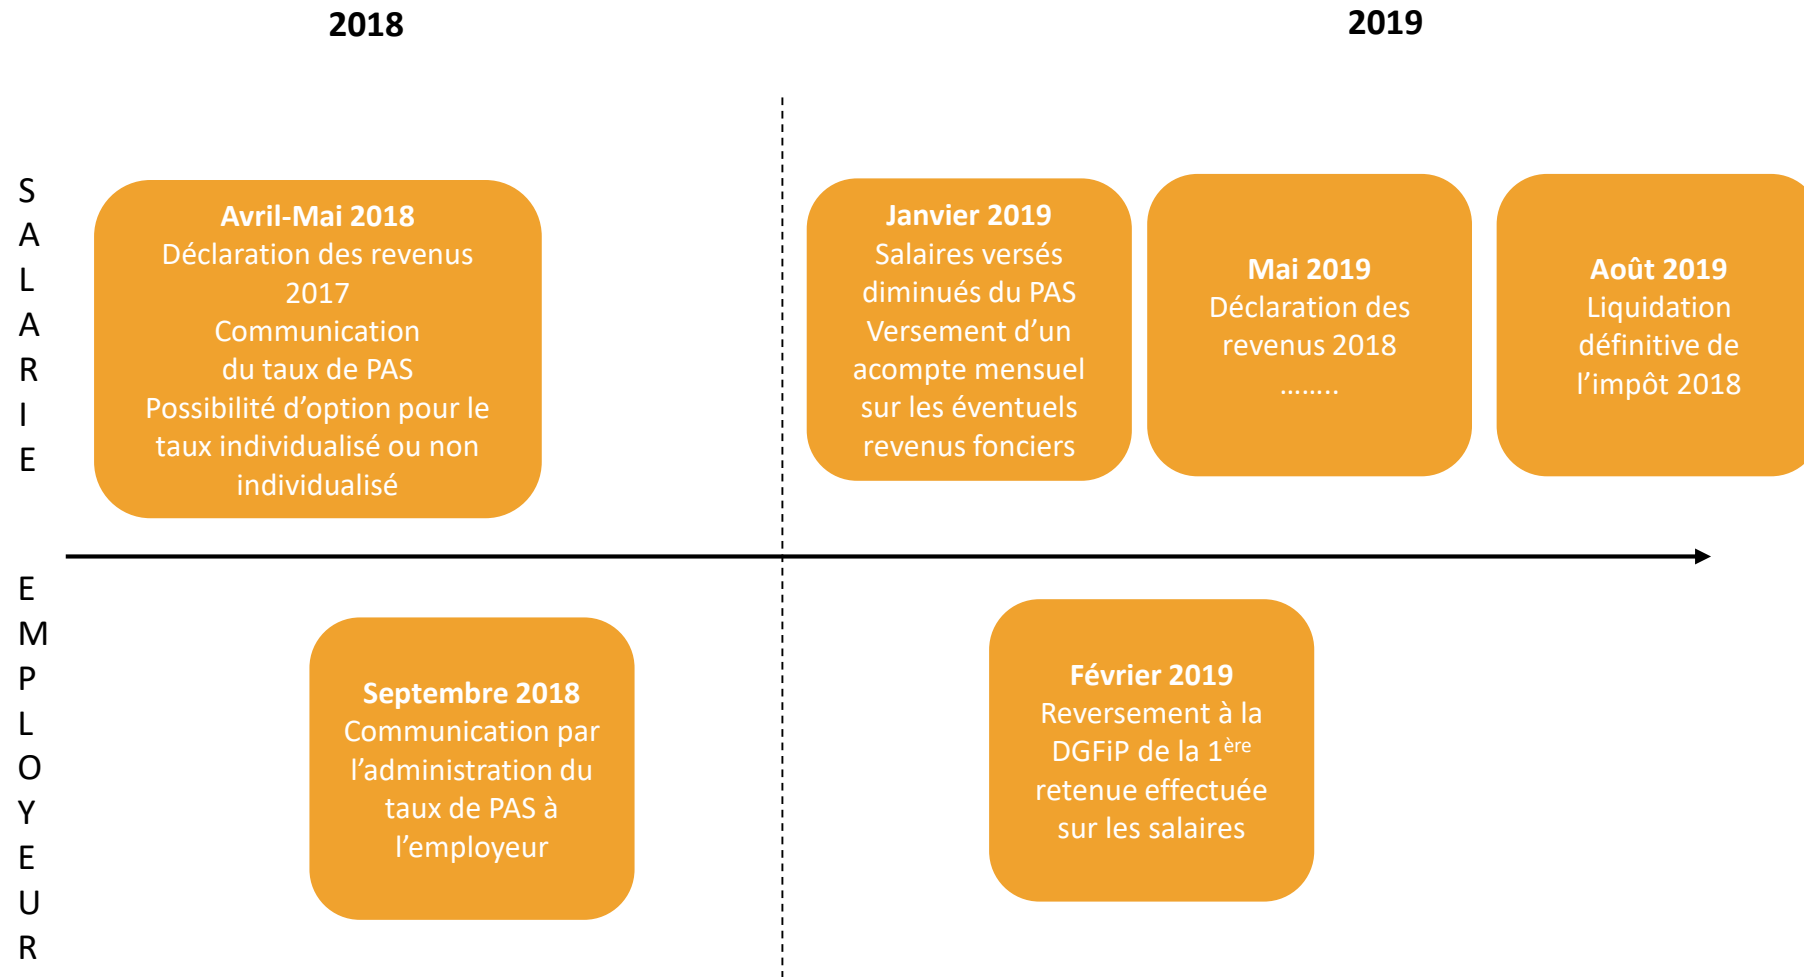 2018
2019
S
A
L
A
R
I
E
Avril-Mai 2018
Déclaration des revenus
2017
Communication
du taux de PAS
Possibilité d’option pour le
taux individualisé ou non
individualisé
Janvier 2019
Salaires versés
diminués du PAS
Versement d’un
acompte mensuel
sur les éventuels
revenus fonciers
Mai 2019
Déclaration des
revenus 2018
……..
Août 2019
Liquidation
définitive de
l’impôt 2018
E
M
P
L
O
Y
E
U
R
Septembre 2018
Communication par
l’administration du
taux de PAS à
l’employeur
Février 2019
Reversement à la
DGFiP de la 1ère
retenue effectuée
sur les salaires